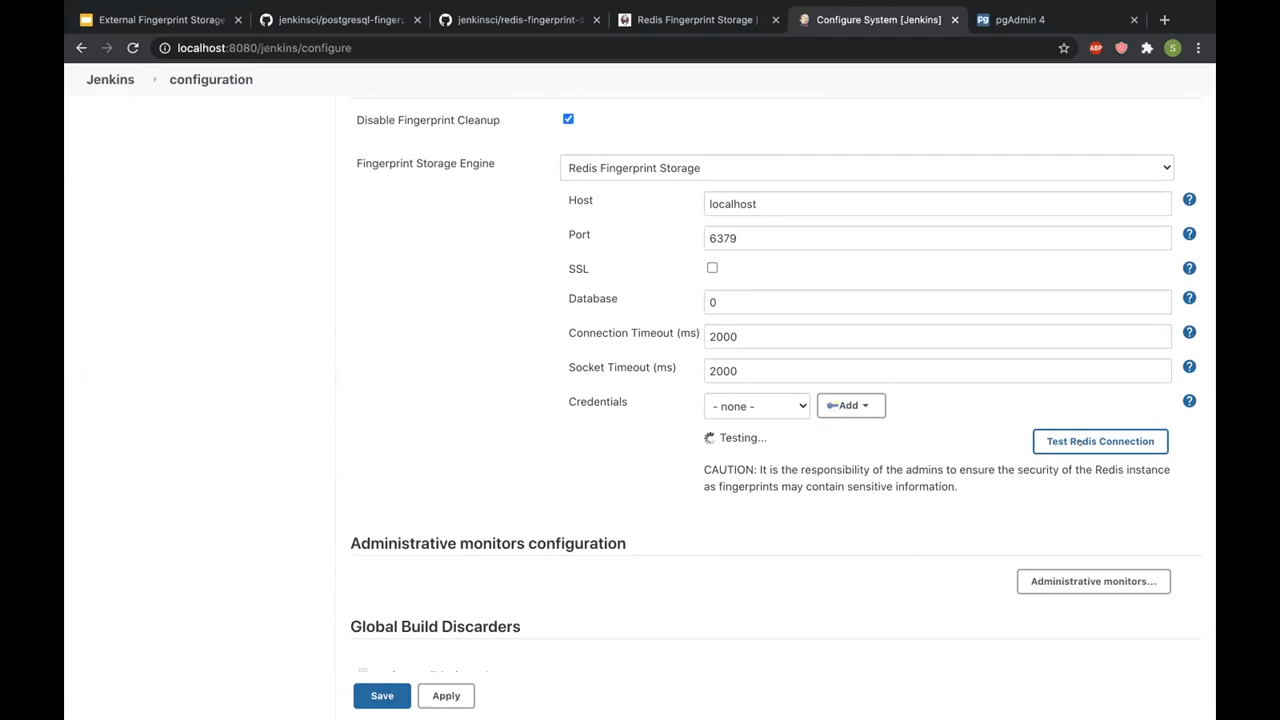 External Fingerprint Storage
jenkinsci/postgresql-fingerp
jenkinsci/redis-fingerprint-s
Redis Fingerprint Storage |
Configure System [Jenkins]
Pg
pgAdmin 4
localhost:8080/jenkins/configure
ABP
S
Jenkins
configuration
Disable Fingerprint Cleanup
Fingerprint Storage Engine
Redis Fingerprint Storage
Host
localhost
?
Port
6379
?
SSL
?
Database
0
?
Connection Timeout (ms)
2000
?
Socket Timeout (ms)
2000
?
Credentials
- none -
Add
?
Testing...
Test Redis Connection
CAUTION: It is the responsibility of the admins to ensure the security of the Redis instance
as fingerprints may contain sensitive information.
Administrative monitors configuration
Administrative monitors...
Global Build Discarders
Save
Apply